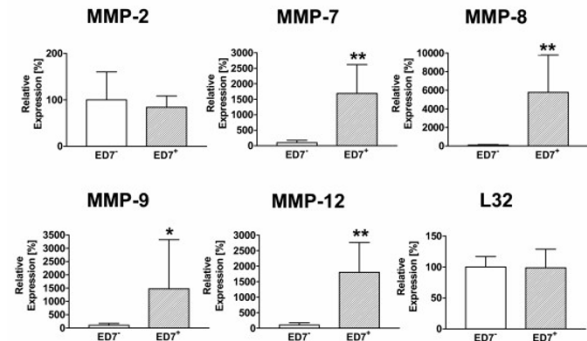 MMP-2
MMP-7
MMP-8
Relative
Expression [%]
200
100
0
ED7-
ED7+
Relative
Expression [%]
3000
2500
2000
1500
1000
500
0
**
ED7-
ED7+
Relative
Expression [%]
10000
8000
6000
4000
2000
0
**
ED7-
ED7+
MMP-9
MMP-12
L32
Relative
Expression [%]
3500
3000
2500
2000
1500
1000
500
0
*
ED7-
ED7+
Relative
Expression [%]
3000
2500
2000
1500
1000
500
0
**
ED7-
ED7+
Relative
Expression [%]
150
100
50
0
ED7-
ED7+